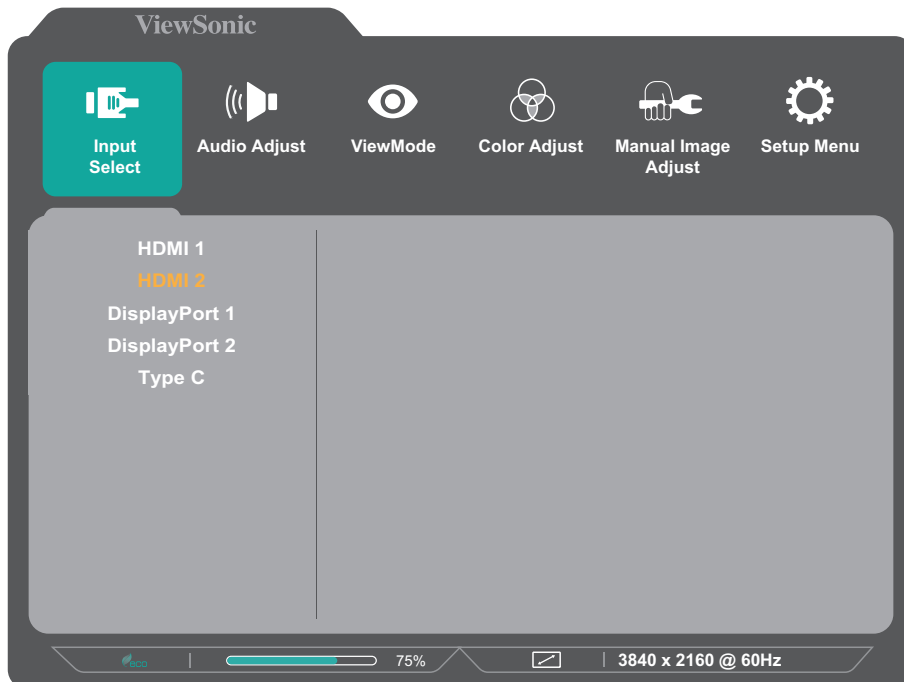 ViewSonic
Input
Select
Audio Adjust
ViewMode
Color Adjust
Manual Image
Adjust
Setup Menu
HDMI 1
HDMI 2
DisplayPort 1
DisplayPort 2
Type C
eco
75%
3840 x 2160 @ 60Hz